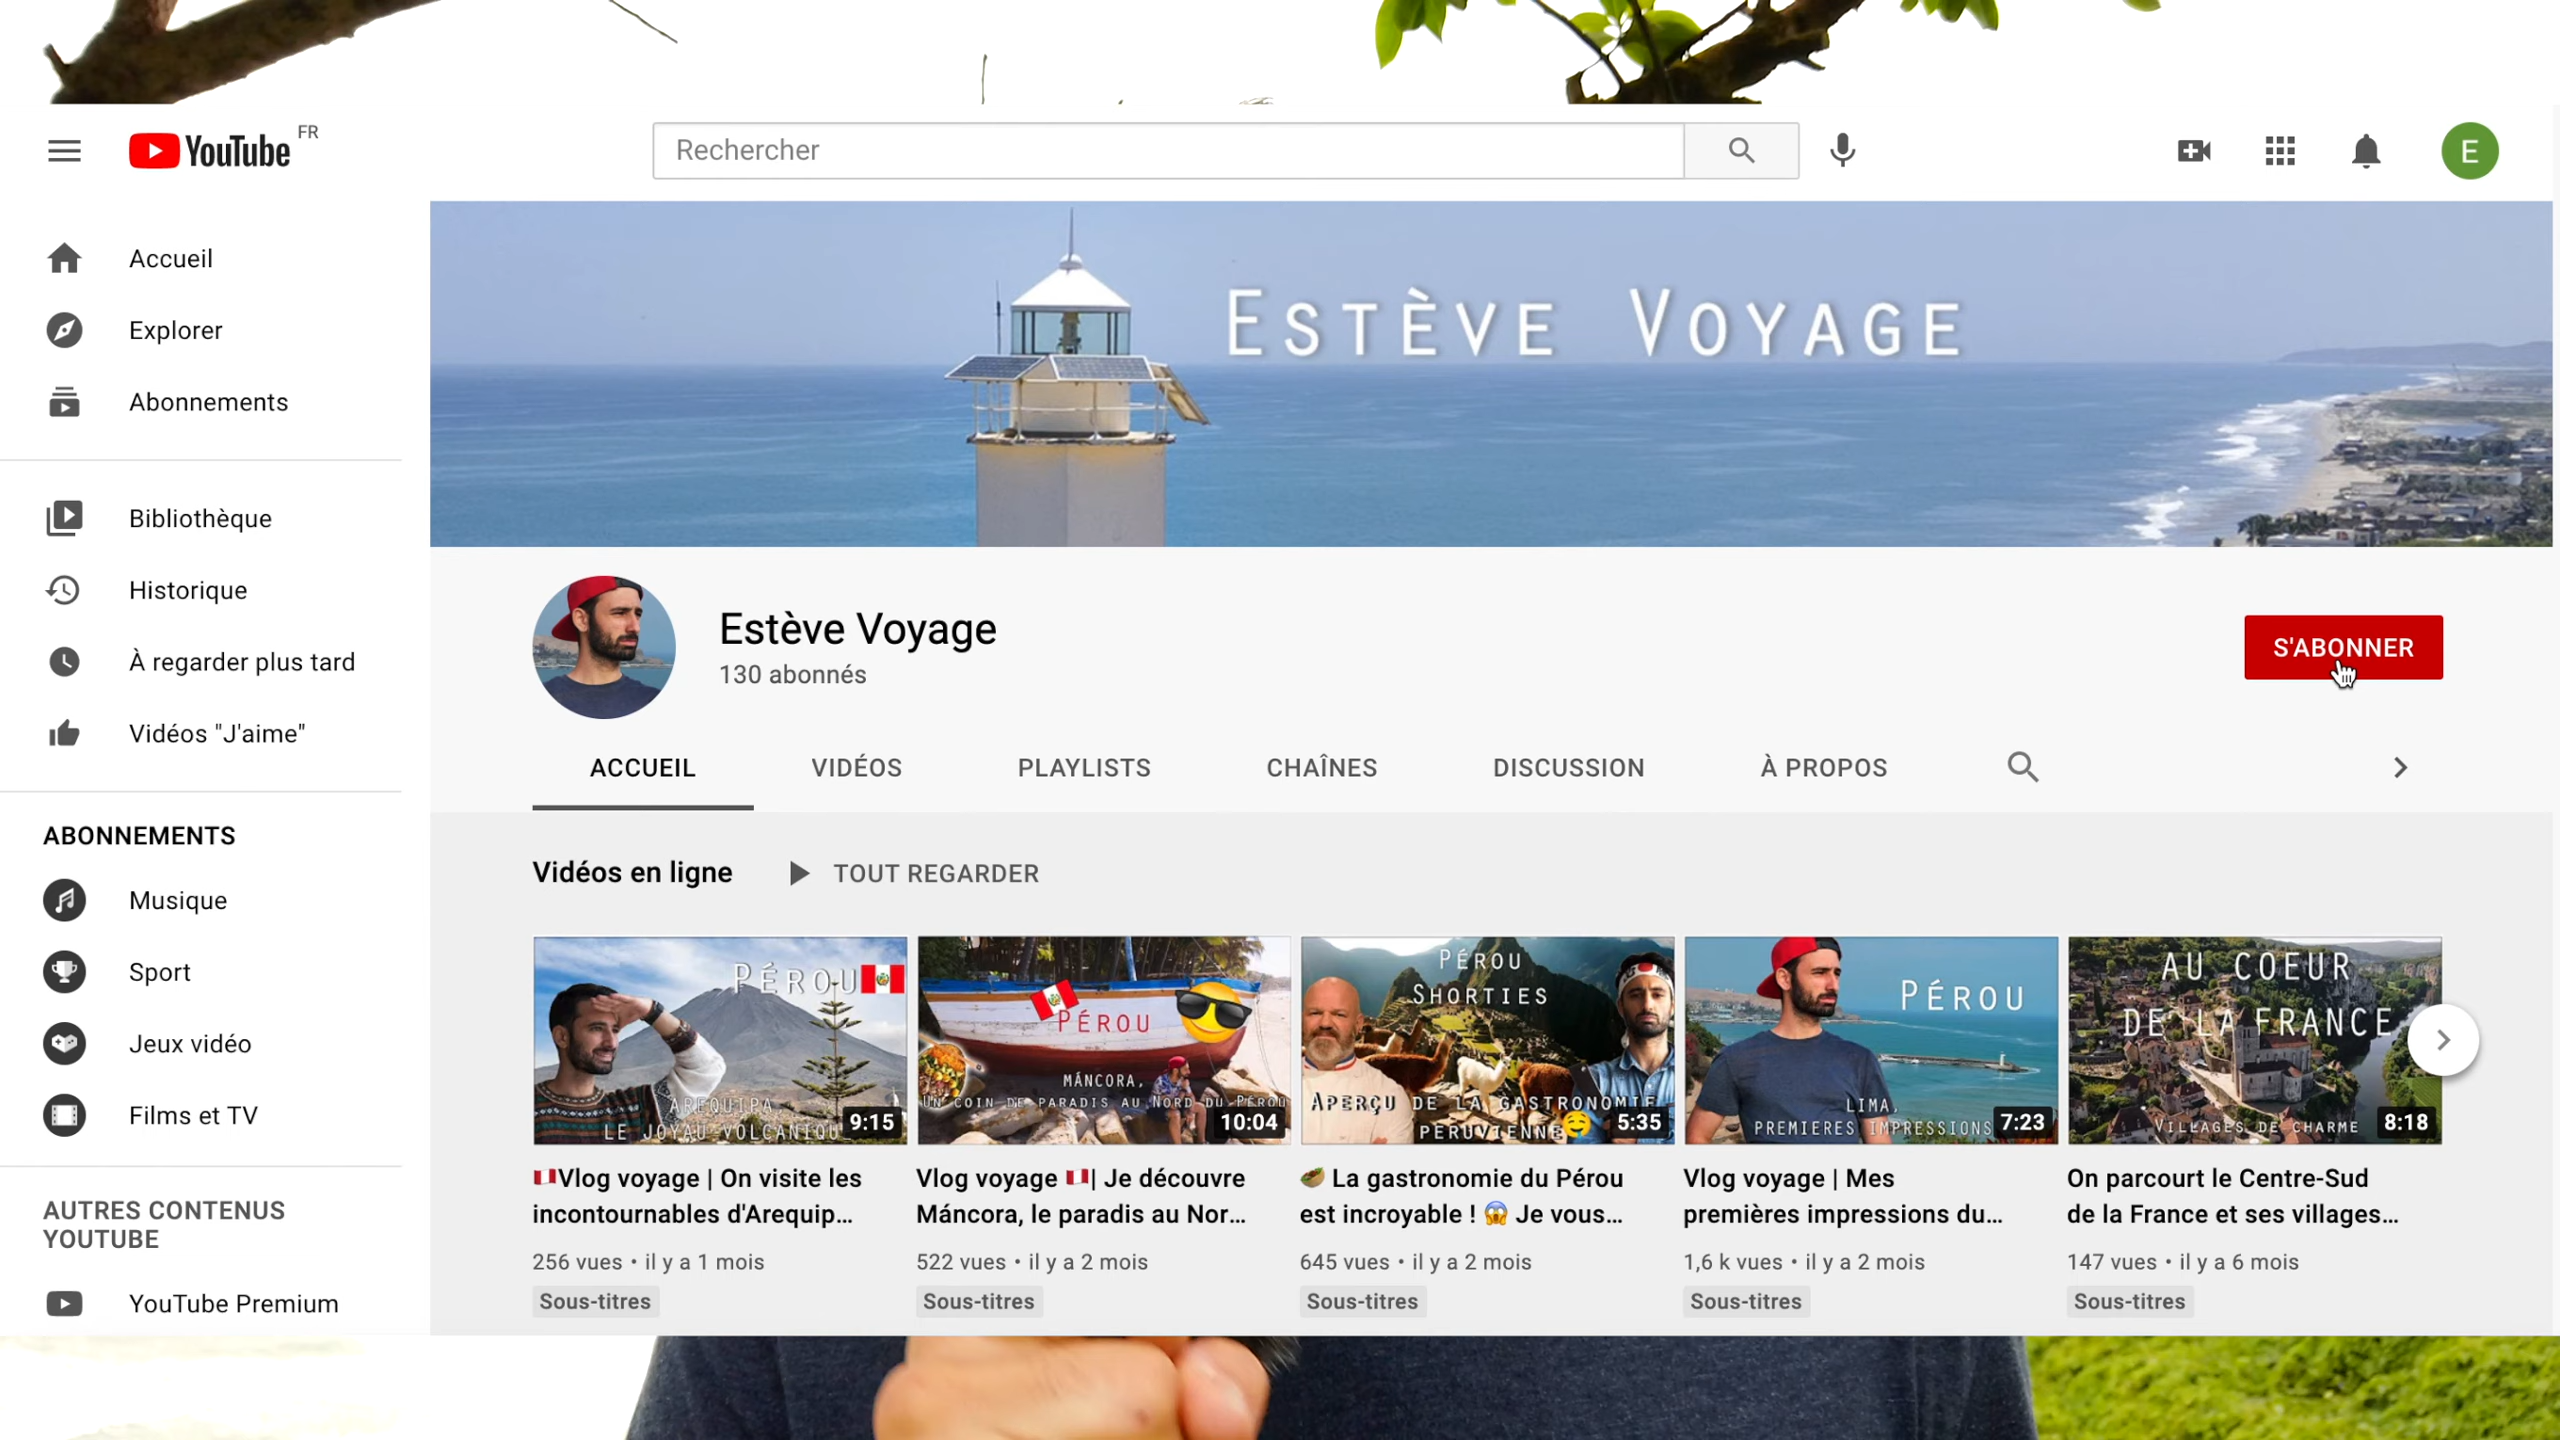 YouTube FR
Rechercher
E
Accueil
Explorer
Abonnements
Bibliothèque
Historique
À regarder plus tard
Vidéos "J'aime"
ABONNEMENTS
Musique
Sport
Jeux vidéo
Films et TV
AUTRES CONTENUS
YOUTUBE
YouTube Premium
ESTÈVE VOYAGE
Estève Voyage
130 abonnés
S'ABONNER
ACCUEIL
VIDÉOS
PLAYLISTS
CHAÎNES
DISCUSSION
À PROPOS
Vidéos en ligne
TOUT REGARDER
PÉROU
AREQUIPA,
LE JOYAU VOLCANIQU
9:15
🇵🇪Vlog voyage | On visite les
incontournables d'Arequip...
256 vues • il y a 1 mois
Sous-titres
PÉROU
MÁNCORA,
UN COIN DE PARADIS AU NORD DU PÉROU
10:04
Vlog voyage 🇵🇪| Je découvre
Máncora, le paradis au Nor...
522 vues • il y a 2 mois
Sous-titres
PÉROU
SHORTIES
APERÇU DE LA GASTRONOMIE
PERUVIENNE
5:35
🥙 La gastronomie du Pérou
est incroyable ! 😱 Je vous...
645 vues • il y a 2 mois
Sous-titres
PÉROU
LIMA,
PREMIERES IMPRESSIONS
7:23
Vlog voyage | Mes
premières impressions du...
1,6 k vues • il y a 2 mois
Sous-titres
AU COEUR
DE LA FRANCE
VILLAGES DE CHARME
8:18
On parcourt le Centre-Sud
de la France et ses villages...
147 vues • il y a 6 mois
Sous-titres